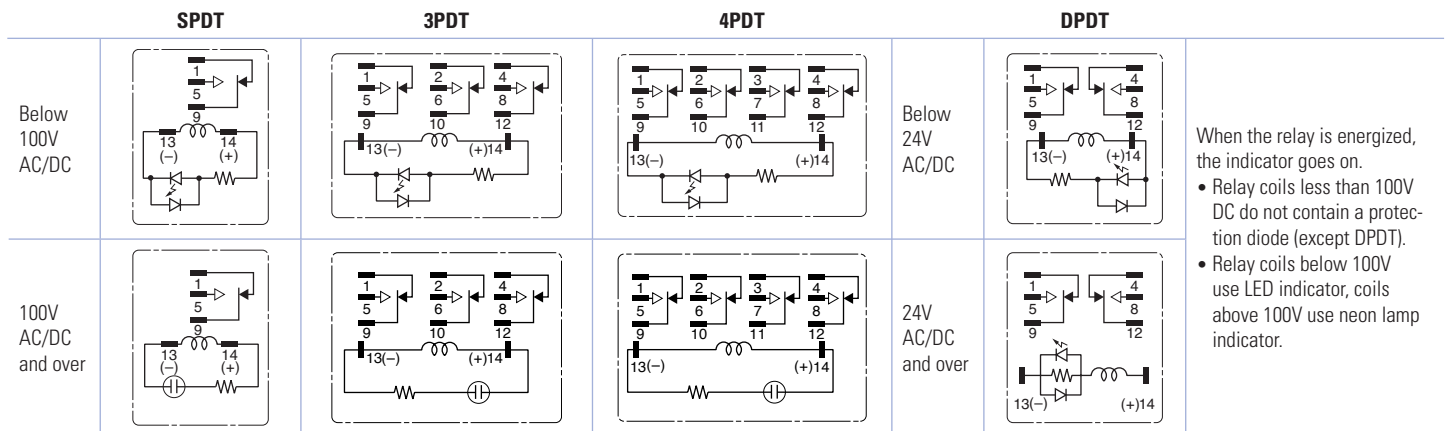 SPDT 3PDT 4PDT DPDT
Below
100V
AC/DC
1
5
9
13 14
(–) (+)
1 2 4
5 6 8
9 10 12
13(–) (+)14
1 2 3 4
5 6 7 8
9 10 11 12
13(–) (+)14
Below
24V
AC/DC
1 4
5 8
9 12
13(–) (+)14
100V
AC/DC
and over
1
5
9
13 14
(–) (+)
1 2 4
5 6 8
9 10 12
13(–) (+)14
1 2 3 4
5 6 7 8
9 10 11 12
13(–) (+)14
24V
AC/DC
and over
1 4
5 8
9 12
13(–) (+)14
When the relay is energized,
the indicator goes on.
• Relay coils less than 100V
DC do not contain a protec-
tion diode (except DPDT).
• Relay coils below 100V
use LED indicator, coils
above 100V use neon lamp
indicator.